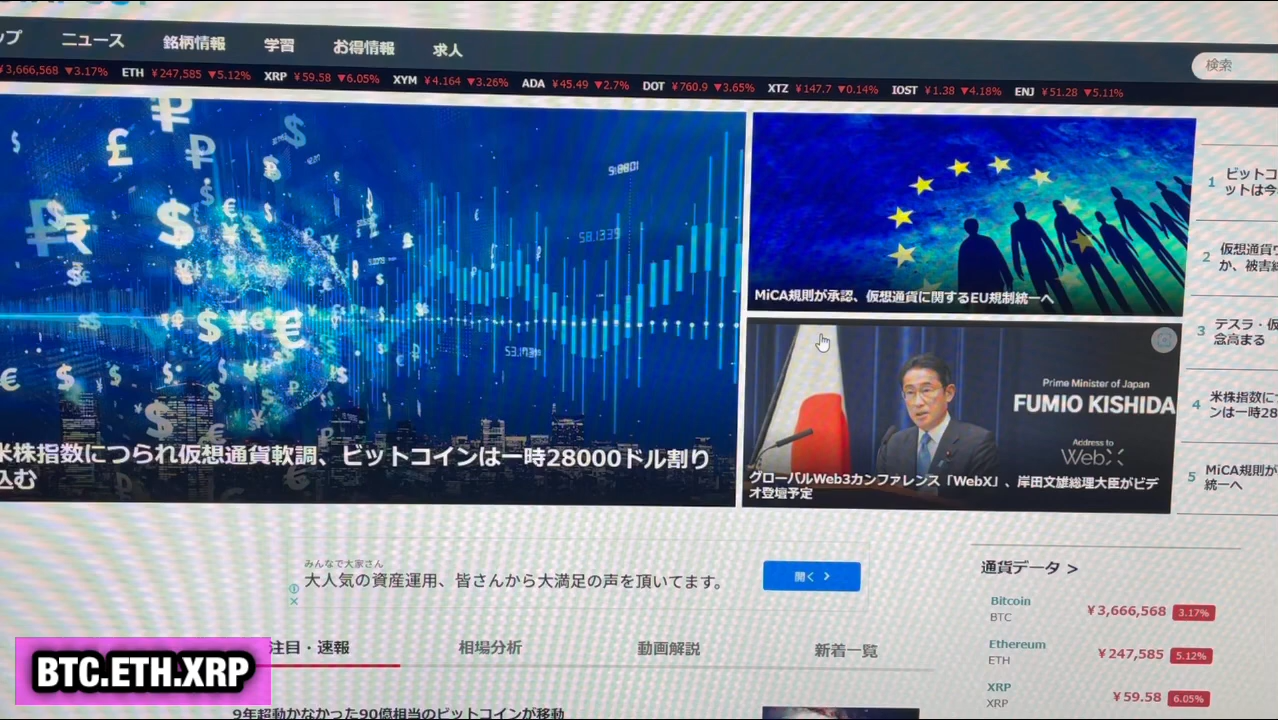 ニュース
銘柄情報
学習
お得情報
求人
検索
¥3,666,568 ▼3.17% ETH ¥247,585 ▼5.12% XRP ¥59.58 ▼6.05% XYM ¥4.164 ▼3.26% ADA ¥45.49 ▼2.7% DOT ¥760.9 ▼3.65% XTZ ¥147.7 ▼0.14% IOST ¥1.38 ▼4.18% ENJ ¥51.28 ▼5.11%
米株指数につられ仮想通貨軟調、ビットコインは一時28000ドル割り
込む
MiCA規則が承認、仮想通貨に関するEU規制統一へ
Prime Minister of Japan
FUMIO KISHIDA
Address to
WebX
グローバルWeb3カンファレンス「WebX」、岸田文雄総理大臣がビデ
オ登壇予定
1 ビットコ
ットは今
2 仮想通貨ウ
か、被害
3 テスラ・仮
念高まる
4 米株指数に
ンは一時28
5 MiCA規則が
統一へ
みんなで大家さん
大人気の資産運用、皆さんから大満足の声を頂いてます。
開く >
通貨データ >
Bitcoin
BTC
¥3,666,568 3.17%
Ethereum
ETH
¥247,585 5.12%
XRP
XRP
¥59.58 6.05%
注目・速報
相場分析
動画解説
新着一覧
BTC.ETH.XRP
9年超動かなかった90億相当のビットコインが移動